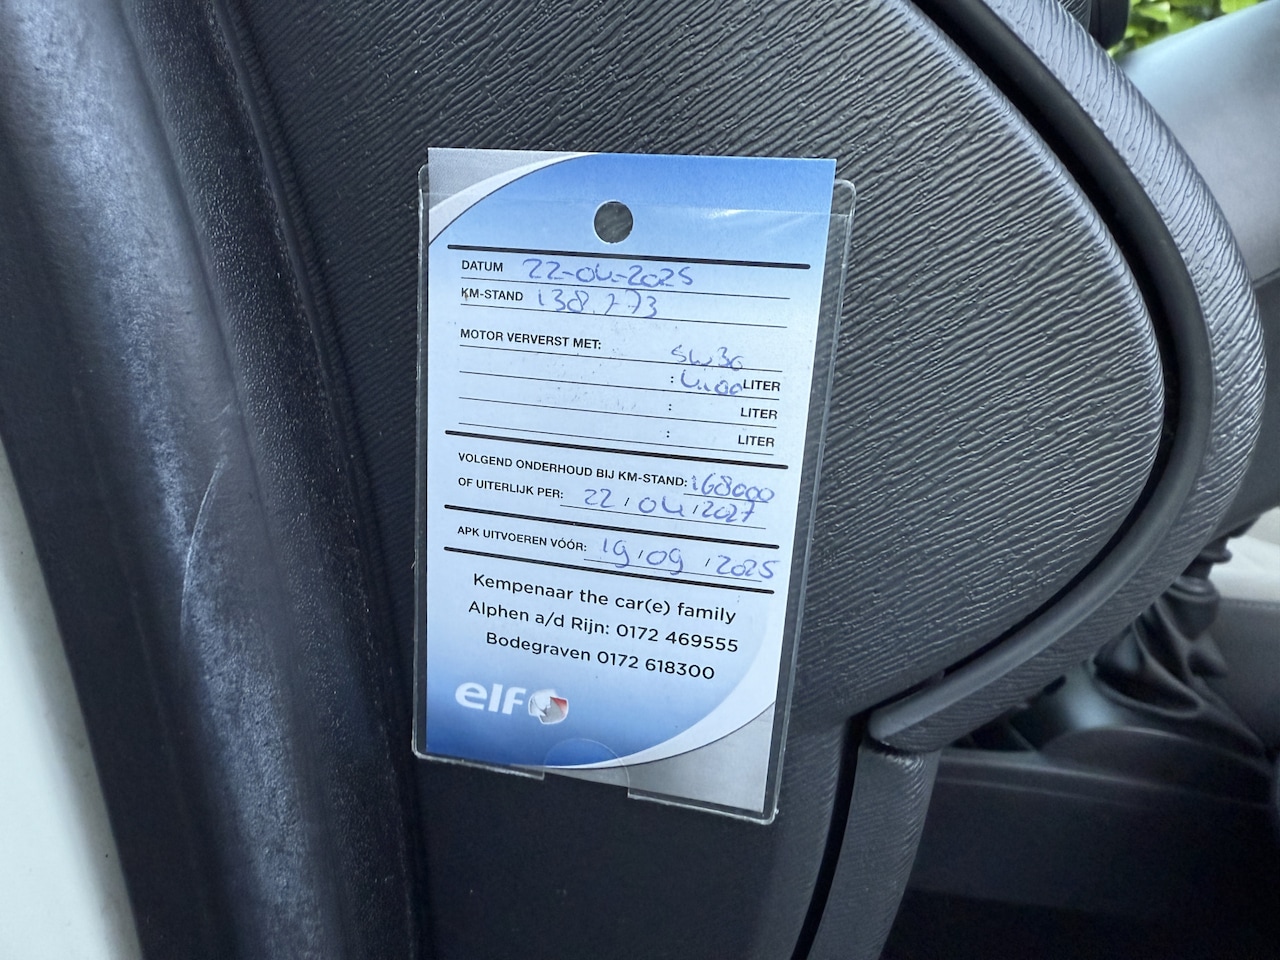 DATUM 22-04-2025
KM-STAND 138.773
MOTOR VERVERST MET: 5W30
: 4.00 LITER
: LITER
: LITER
VOLGEND ONDERHOUD BIJ KM-STAND: 168000
OF UITERLIJK PER: 22 / 04 / 2027
APK UITVOEREN VÓÓR: 19 / 09 / 2025
Kempenaar the car(e) family
Alphen a/d Rijn: 0172 469555
Bodegraven 0172 618300
elf